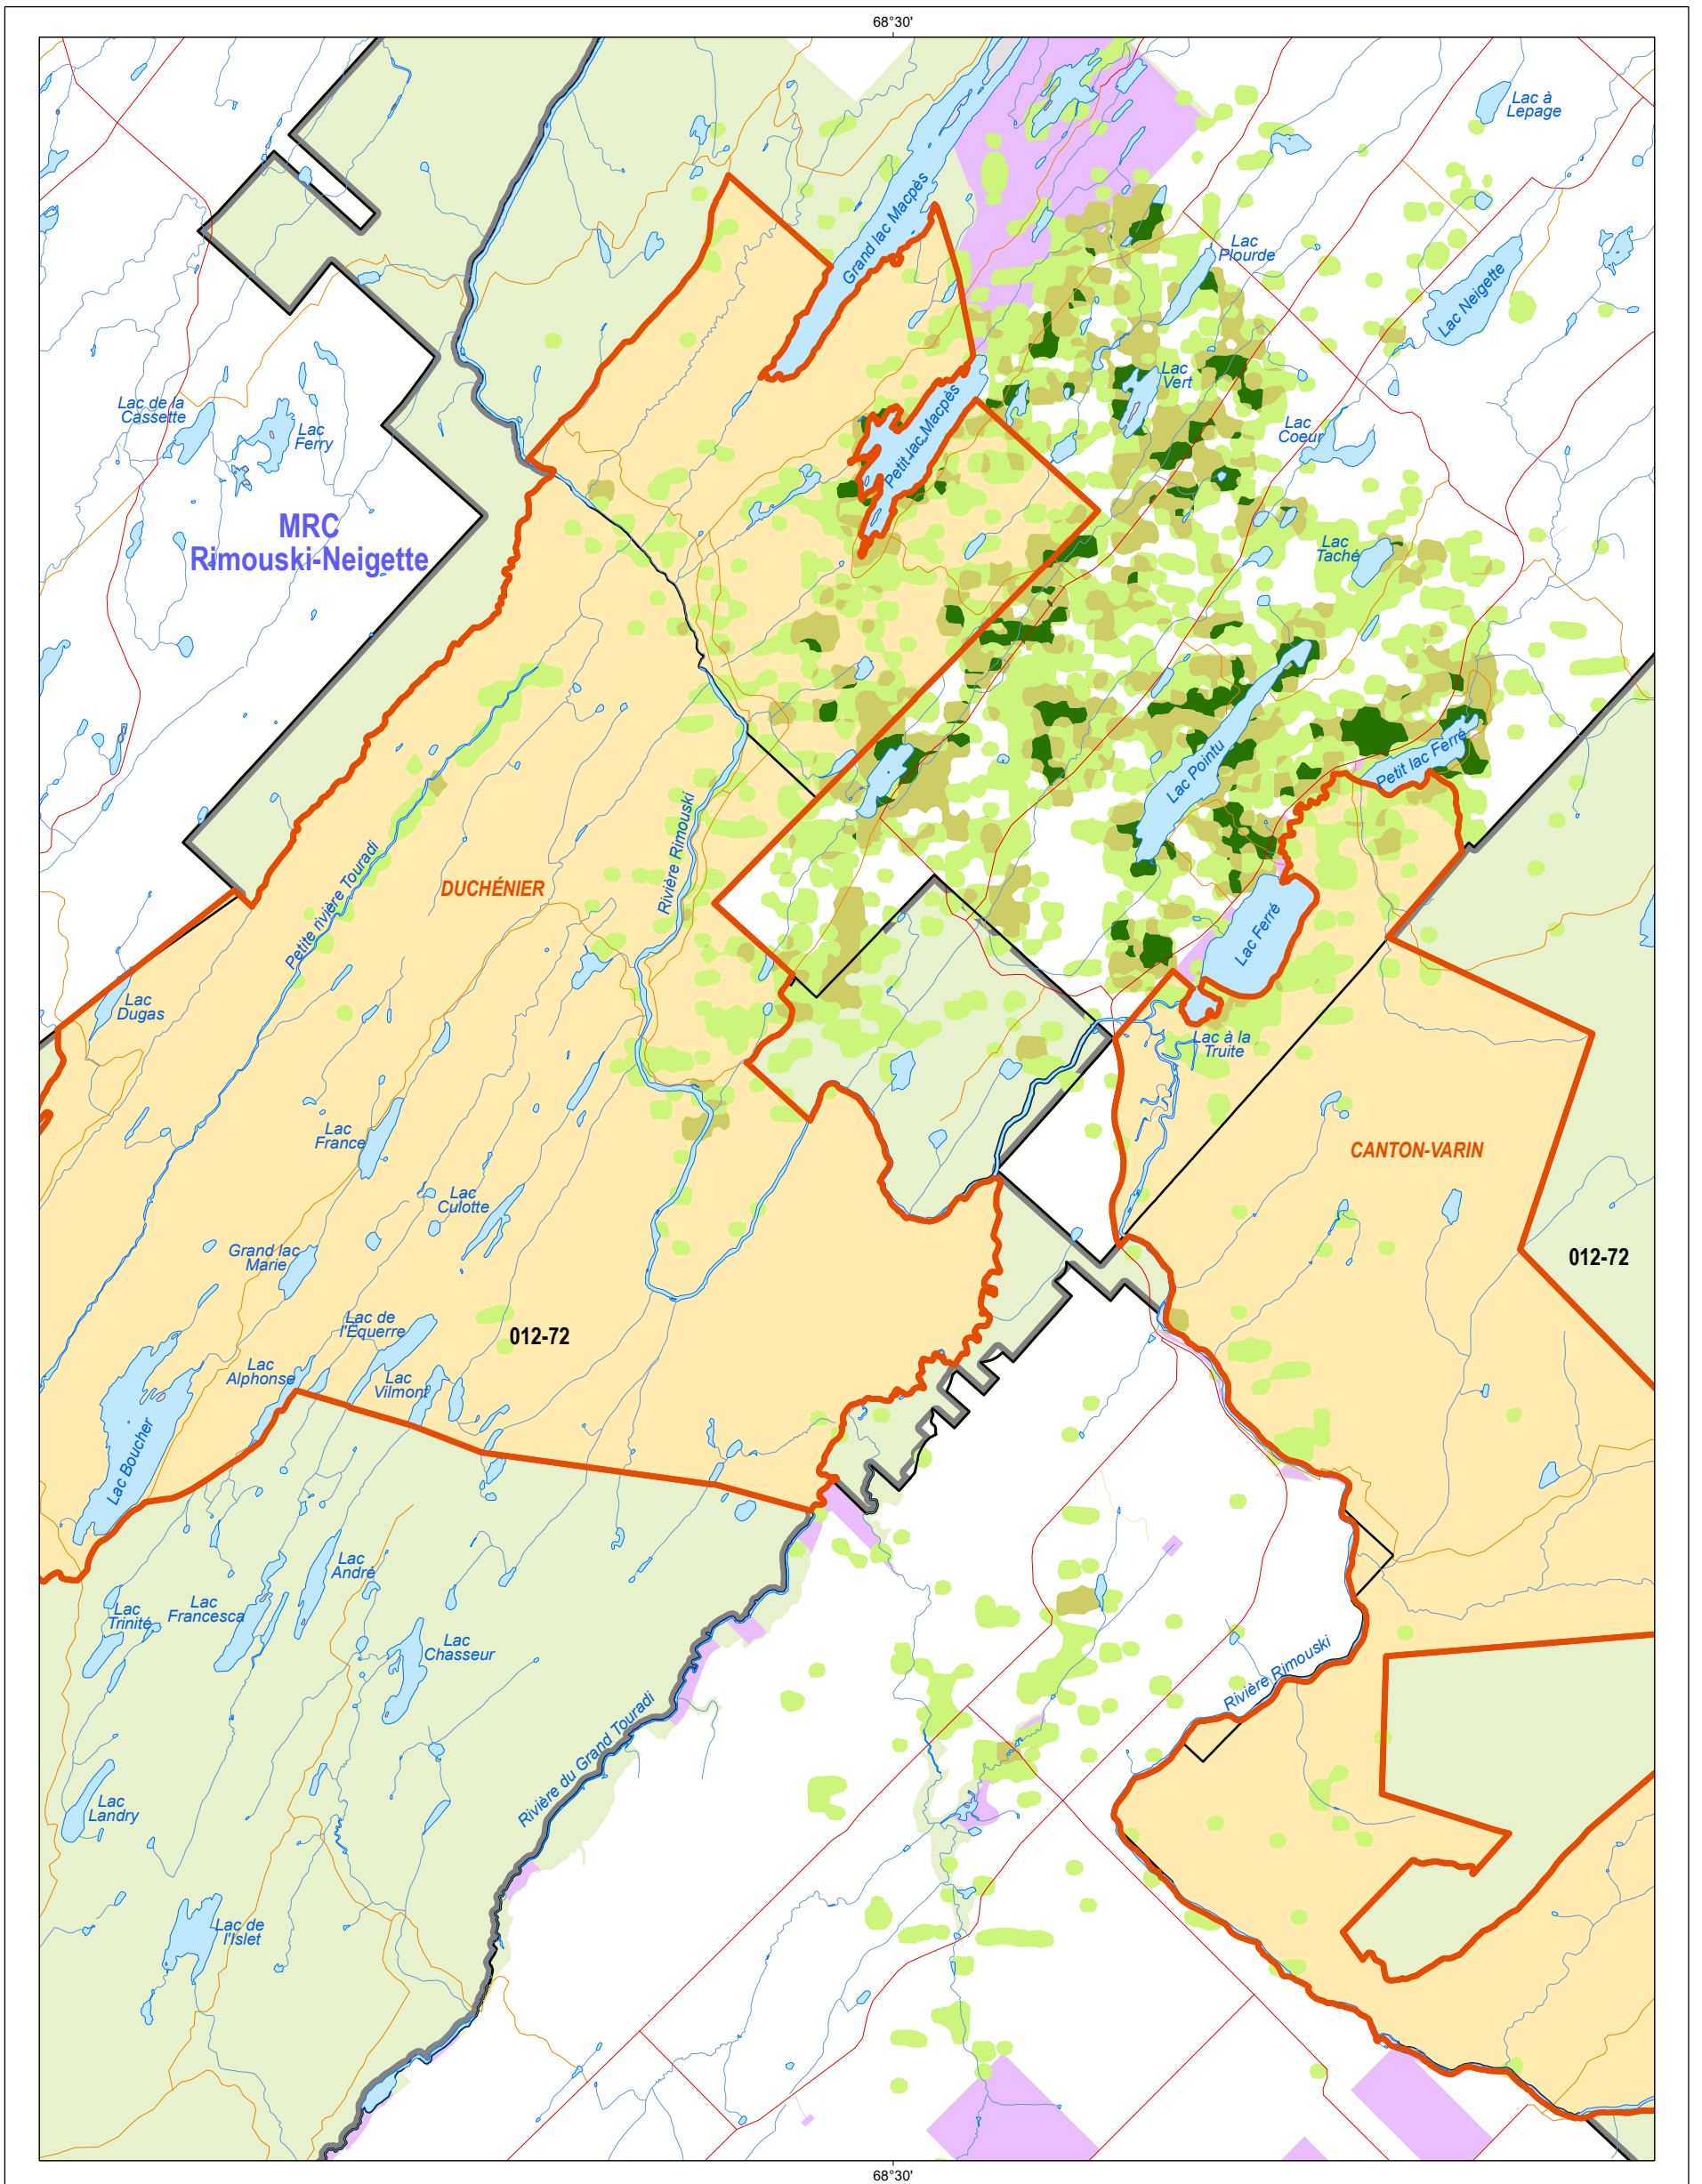 68°30'
Lac à
Lepage
Grand lac Macpès
Lac
Plourde
Lac Neigette
Lac de la
Cassette
Lac
Ferry
Lac
Vert
Petit lac Macpès
Lac
Coeur
MRC
Rimouski-Neigette
Lac
Taché
Lac Pointu
Petit lac Ferré
Rivière Rimouski
Petite rivière Touradi
DUCHÉNIER
Lac Ferré
Lac
Dugas
Lac à la
Truite
Lac
France
CANTON-VARIN
Lac
Culotte
Grand lac
Marie
012-72
Lac de
l'Équerre
012-72
Lac
Alphonse
Lac
Vilmont
Lac Boucher
Lac
André
Lac
Trinité
Lac
Francesca
Lac
Chasseur
Rivière Rimouski
Rivière du Grand Touradi
Lac
Landry
Lac de
l'Islet
68°30'